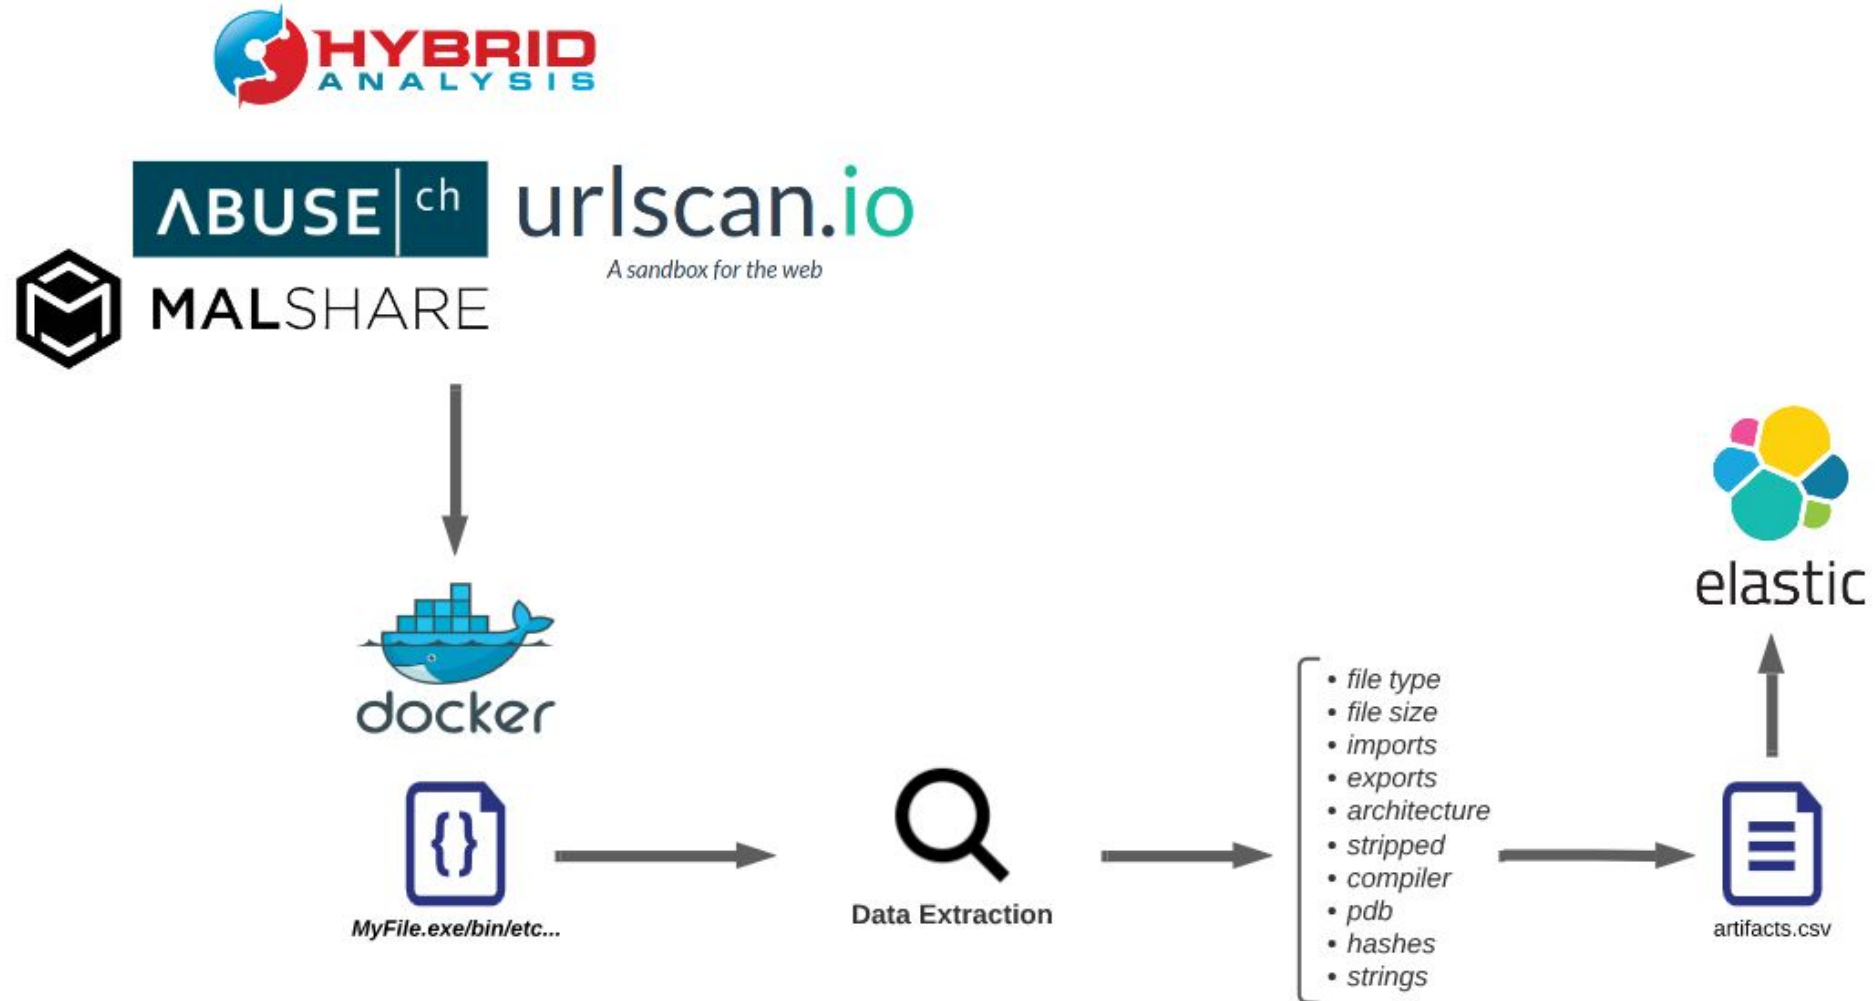 HYBRID
ANALYSIS
ABUSE ch
urlscan.io
A sandbox for the web
MALSHARE
docker
MyFile.exe/bin/etc...
Data Extraction
• file type
• file size
• imports
• exports
• architecture
• stripped
• compiler
• pdb
• hashes
• strings
elastic
artifacts.csv